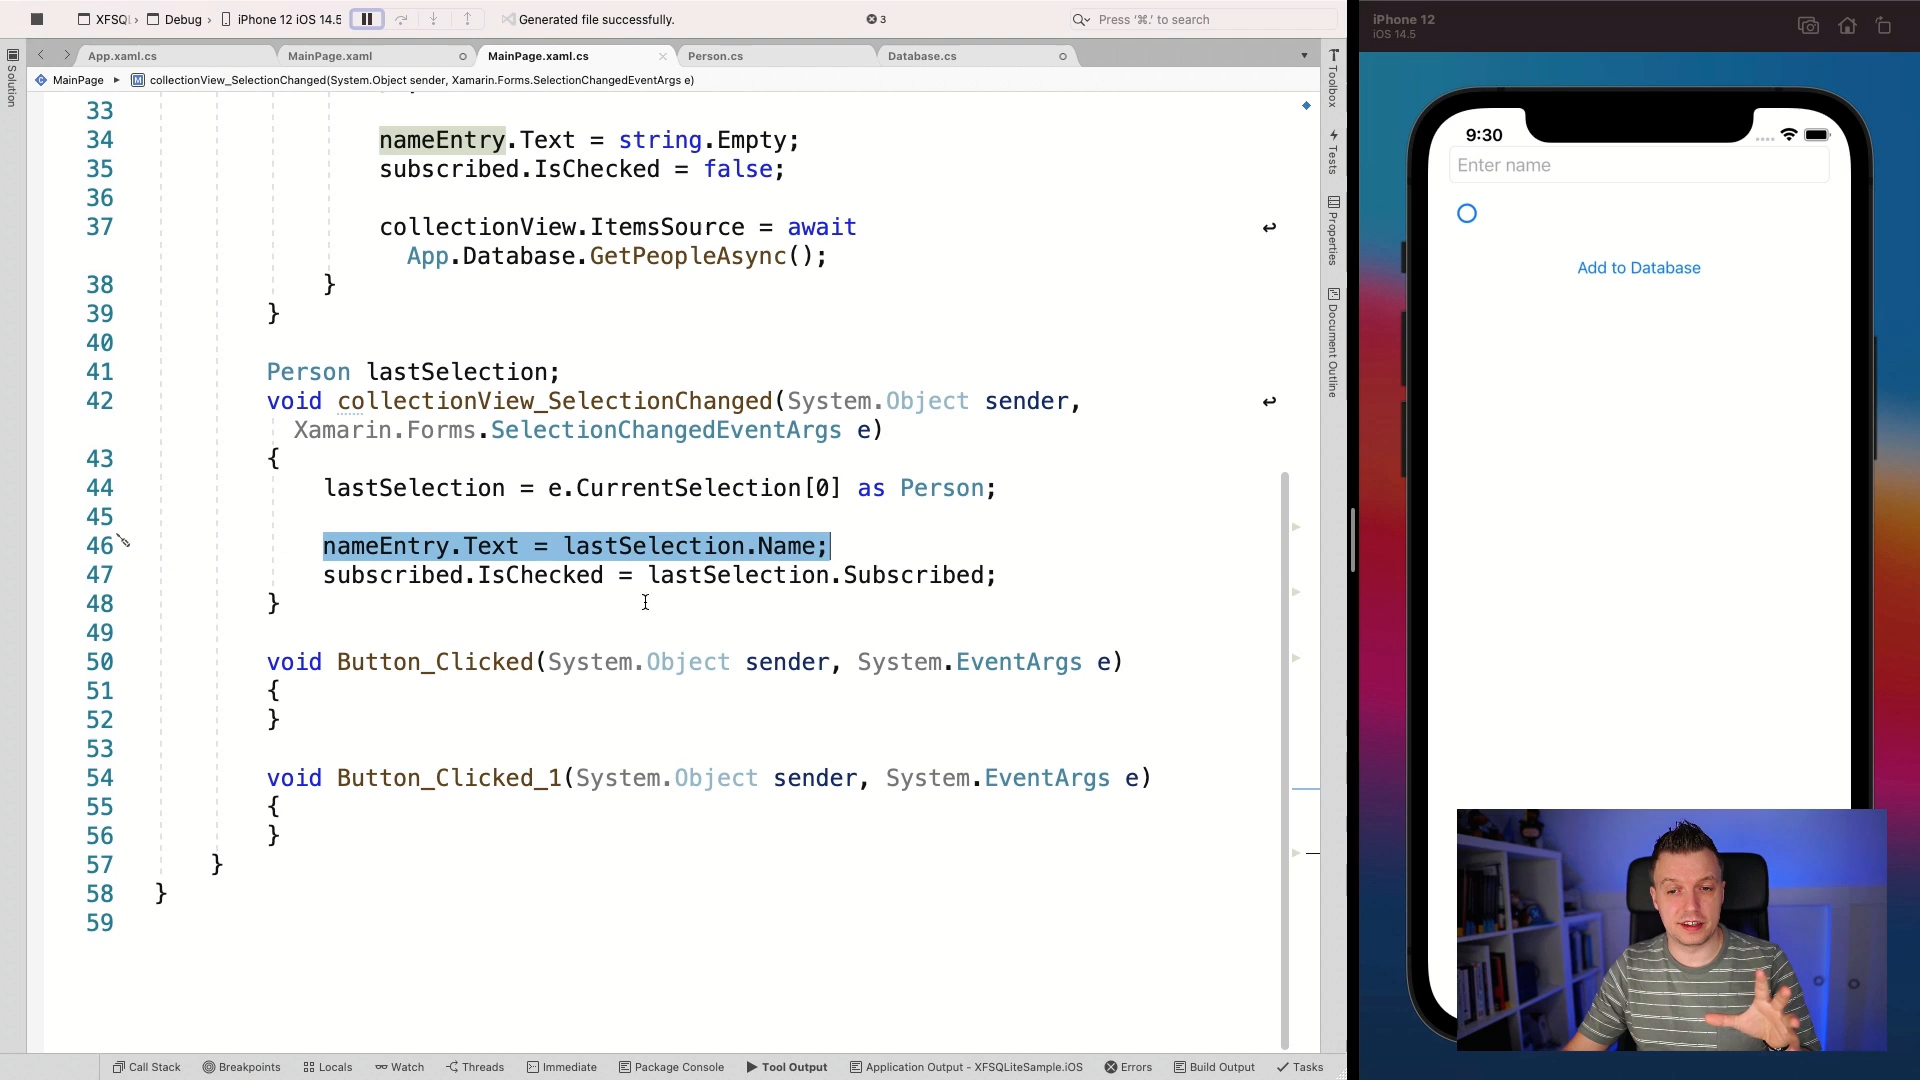 XFSQL
Debug
iPhone 12 iOS 14.5
Generated file successfully.
3
Press '⌘.' to search
App.xaml.cs
MainPage.xaml
MainPage.xaml.cs
Person.cs
Database.cs
MainPage
collectionView_SelectionChanged(System.Object sender, Xamarin.Forms.SelectionChangedEventArgs e)
Solution
33
34 nameEntry.Text = string.Empty;
35 subscribed.IsChecked = false;
36
37 collectionView.ItemsSource = await
App.Database.GetPeopleAsync();
38 }
39 }
40
41 Person lastSelection;
42 void collectionView_SelectionChanged(System.Object sender,
Xamarin.Forms.SelectionChangedEventArgs e)
43 {
44 lastSelection = e.CurrentSelection[0] as Person;
45
46 nameEntry.Text = lastSelection.Name;
47 subscribed.IsChecked = lastSelection.Subscribed;
48 }
49
50 void Button_Clicked(System.Object sender, System.EventArgs e)
51 {
52 }
53
54 void Button_Clicked_1(System.Object sender, System.EventArgs e)
55 {
56 }
57 }
58 }
59
Toolbox
Tests
Properties
Document Outline
Call Stack
Breakpoints
Locals
Watch
Threads
Immediate
Package Console
Tool Output
Application Output - XFSQLiteSample.iOS
Errors
Build Output
Tasks
iPhone 12
iOS 14.5
9:30
Enter name
Add to Database